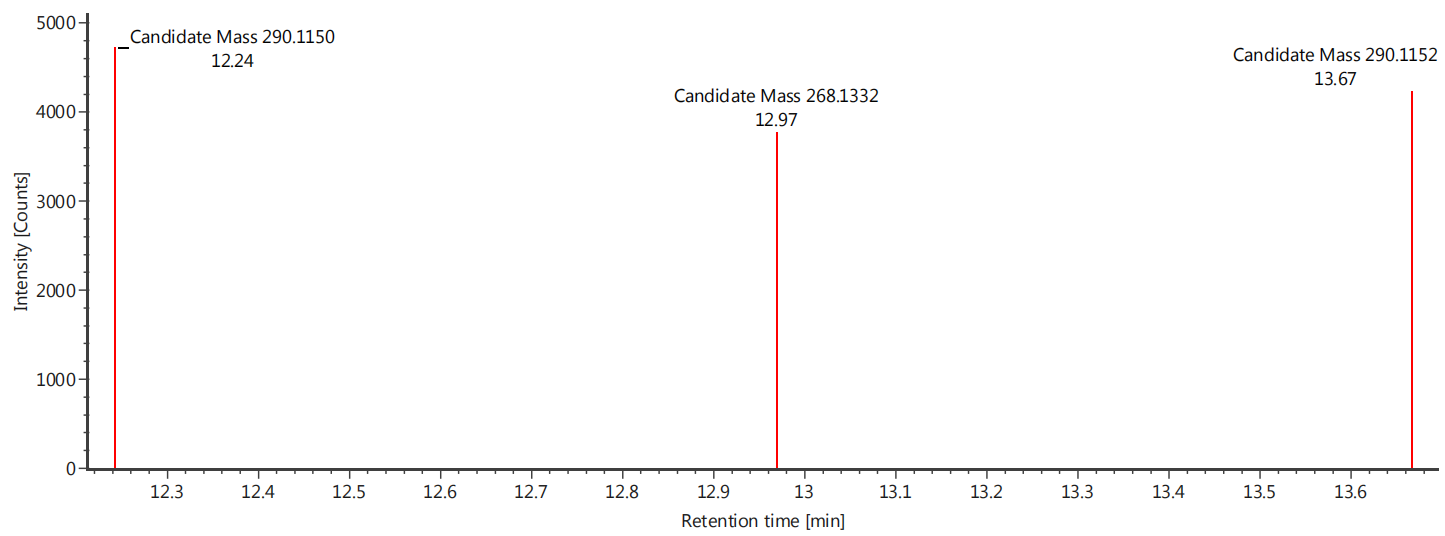 5000
4000
3000
2000
1000
0
Intensity [Counts]
Candidate Mass 290.1150
12.24
Candidate Mass 268.1332
12.97
Candidate Mass 290.1152
13.67
12.3 12.4 12.5 12.6 12.7 12.8 12.9 13 13.1 13.2 13.3 13.4 13.5 13.6
Retention time [min]